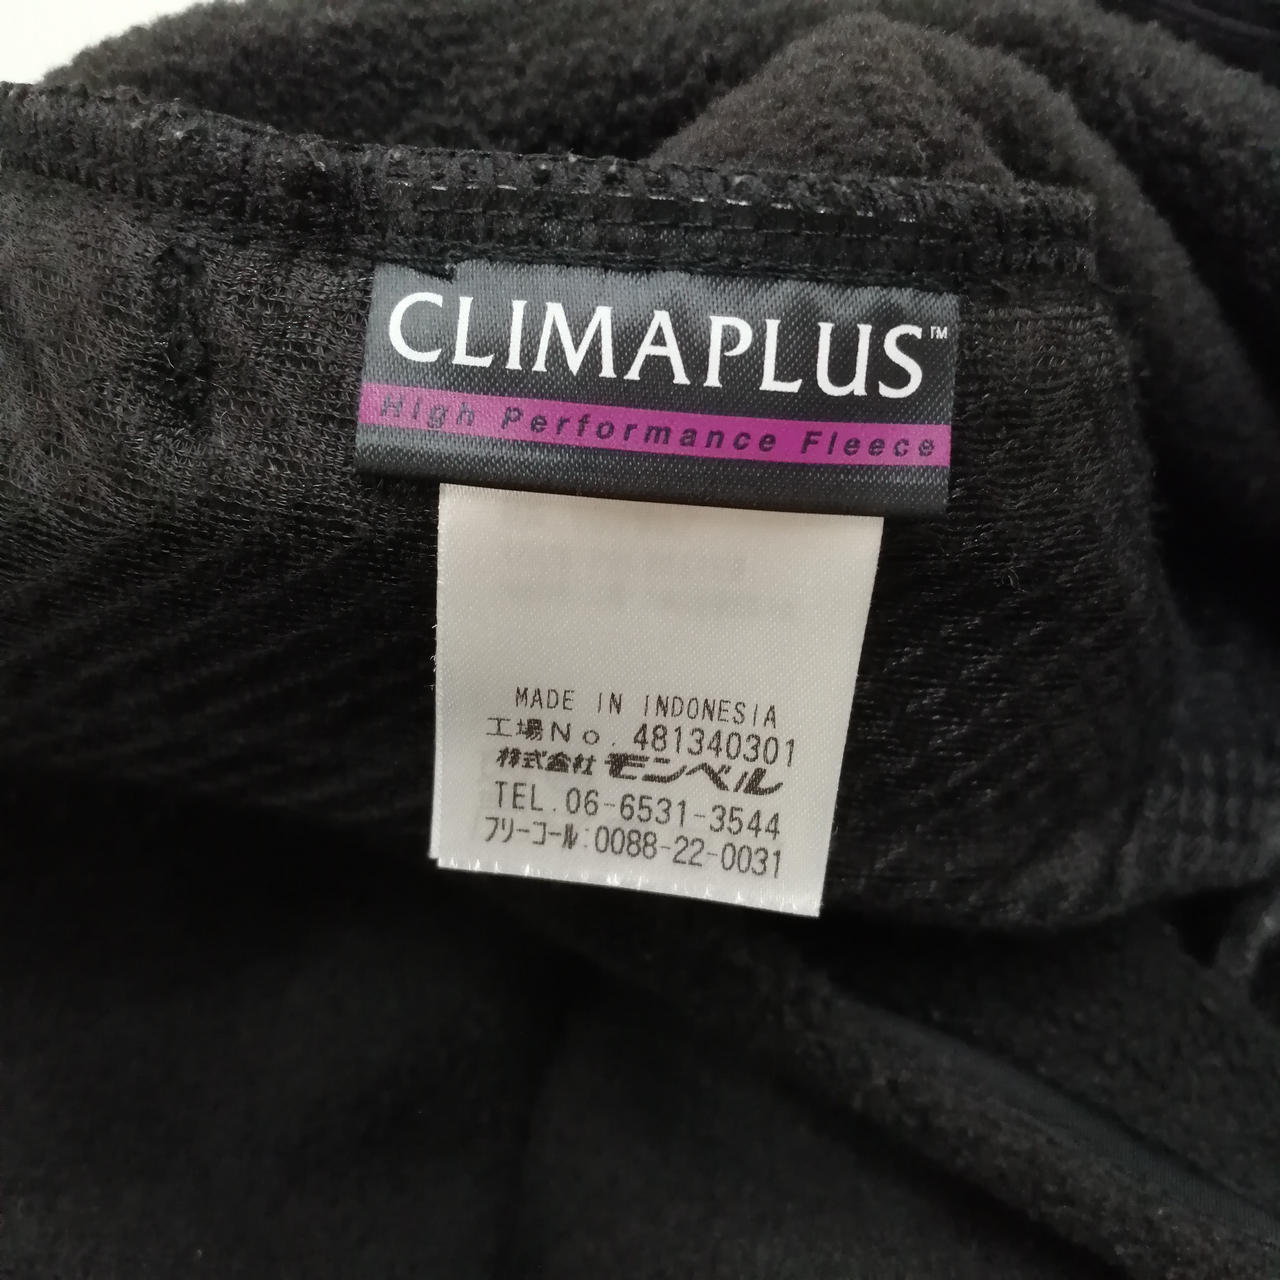 CLIMAPLUS™
High Performance Fleece
MADE IN INDONESIA
工場No. 481340301
株式会社モンベル
TEL.06-6531-3544
ﾌﾘｰｺｰﾙ:0088-22-0031